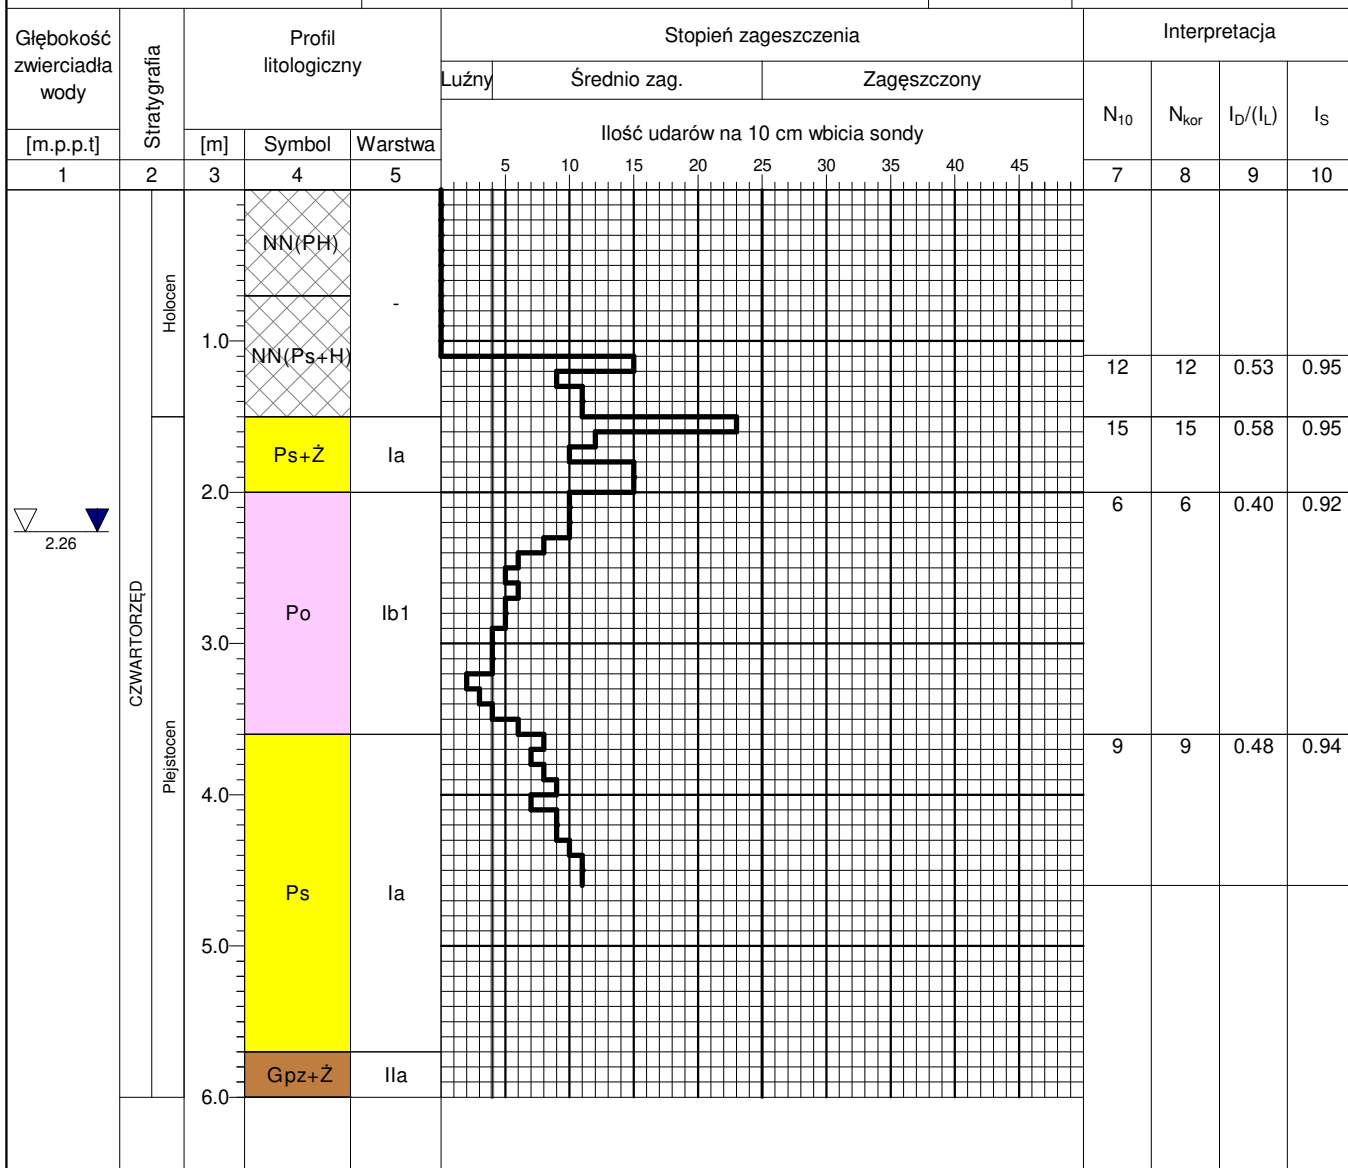 Głębokość
zwierciadła
wody
[m.p.p.t]
Stratygrafia
Profil
litologiczny
[m]
Symbol
Warstwa
Stopień zageszczenia
Luźny
Średnio zag.
Zagęszczony
Ilość udarów na 10 cm wbicia sondy
5 10 15 20 25 30 35 40 45
Interpretacja
N10
Nkor
ID/(IL)
IS
1 2 3 4 5 7 8 9 10
NN(PH)
-
Holocen
1.0
NN(Ps+H)
12 12 0.53 0.95
15 15 0.58 0.95
Ps+Ż
Ia
2.0
6 6 0.40 0.92
2.26
CZWARTORZĘD
Po
Ib1
3.0
Plejstocen
9 9 0.48 0.94
4.0
Ps
Ia
5.0
Gpz+Ż
IIa
6.0